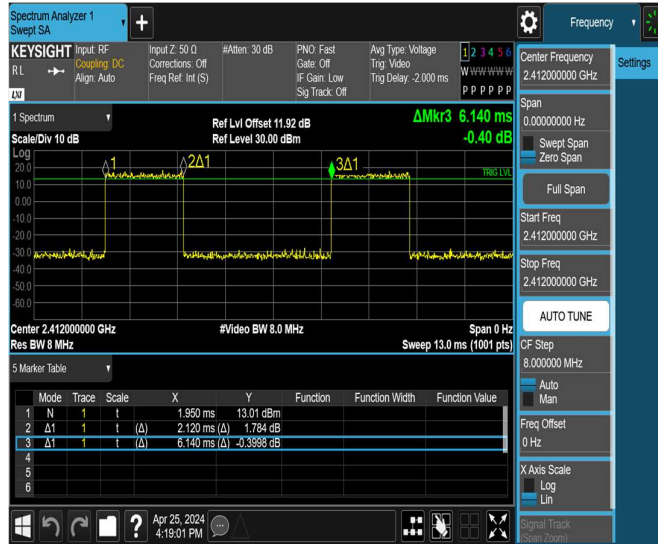 Spectrum Analyzer 1
Swept SA
+
Frequency
KEYSIGHT
RL
LXI
Input: RF
Coupling: DC
Align: Auto
Input Z: 50 Ω
Corrections: Off
Freq Ref: Int (S)
#Atten: 30 dB
PNO: Fast
Gate: Off
IF Gain: Low
Sig Track: Off
Avg Type: Voltage
Trig: Video
Trig Delay: -2.000 ms
1 2 3 4 5 6
W W W W W W
P P P P P P
1 Spectrum
Scale/Div 10 dB
Ref Lvl Offset 11.92 dB
Ref Level 30.00 dBm
ΔMkr3 6.140 ms
-0.40 dB
Log
20.0
10.0
0.00
-10.0
-20.0
-30.0
-40.0
-50.0
-60.0
1
2Δ1
3Δ1
TRIG LVL
Center 2.412000000 GHz
Res BW 8 MHz
#Video BW 8.0 MHz
Span 0 Hz
Sweep 13.0 ms (1001 pts)
5 Marker Table
Mode Trace Scale X Y Function Function Width Function Value
1 N 1 t 1.950 ms 13.01 dBm
2 Δ1 1 t (Δ) 2.120 ms (Δ) 1.784 dB
3 Δ1 1 t (Δ) 6.140 ms (Δ) -0.3998 dB
4
5
6
?
Apr 25, 2024
4:19:01 PM
Center Frequency
2.412000000 GHz
Settings
Span
0.00000000 Hz
Swept Span
Zero Span
Full Span
Start Freq
2.412000000 GHz
Stop Freq
2.412000000 GHz
AUTO TUNE
CF Step
8.000000 MHz
Auto
Man
Freq Offset
0 Hz
X Axis Scale
Log
Lin
Signal Track
(Span Zoom)